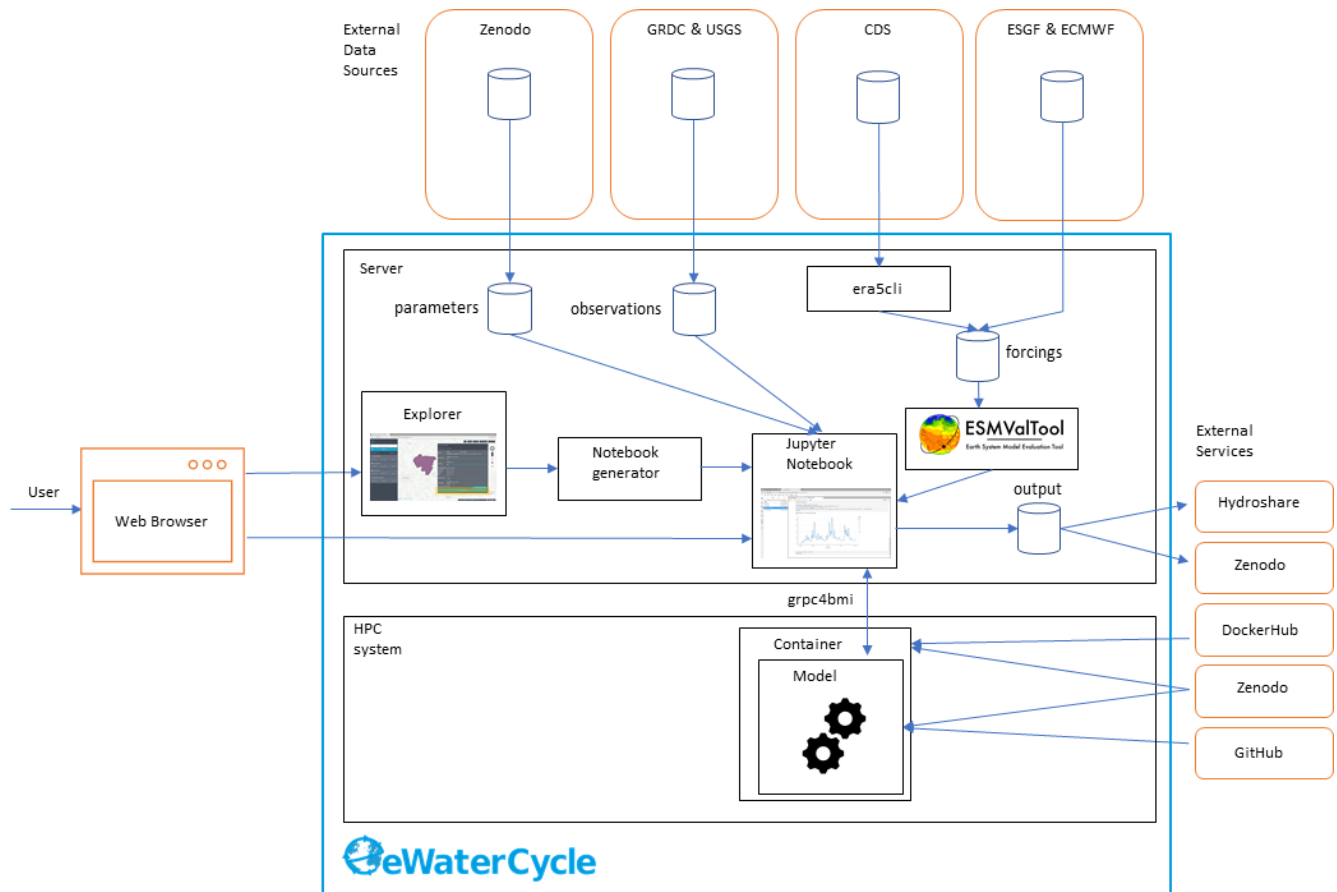 External
Data
Sources
Zenodo
GRDC & USGS
CDS
ESGF & ECMWF
Server
era5cli
parameters
observations
forcings
Explorer
ESMValTool
Earth System Model Evaluation Tool
Notebook
generator
Jupyter
Notebook
External
Services
User
Web Browser
output
Hydroshare
Zenodo
grpc4bmi
HPC
system
Container
Model
DockerHub
Zenodo
GitHub
eWaterCycle